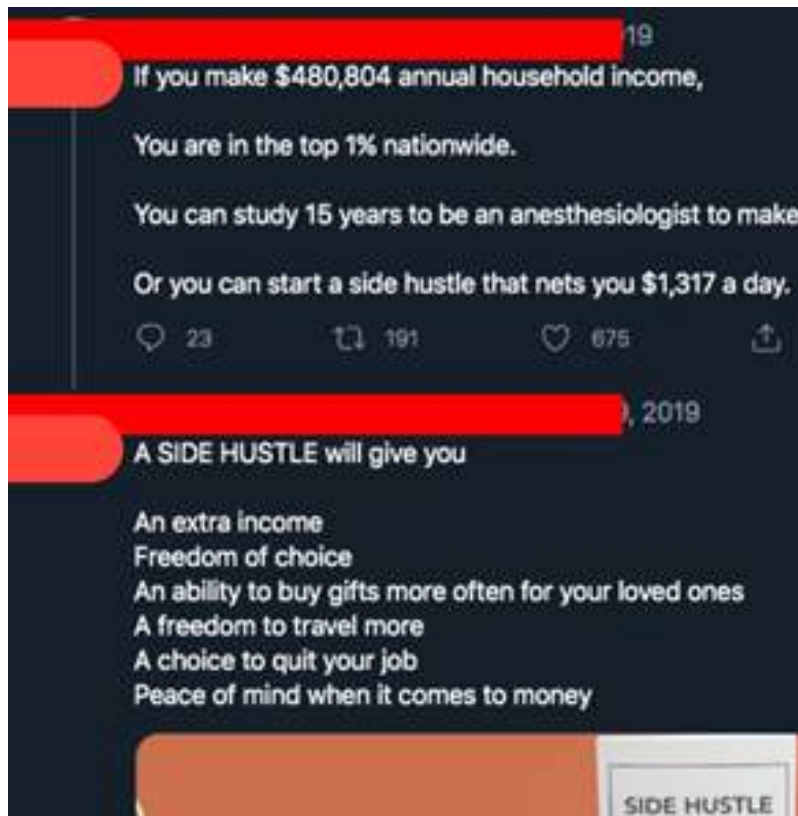 19
If you make $480,804 annual household income,
You are in the top 1% nationwide.
You can study 15 years to be an anesthesiologist to make
Or you can start a side hustle that nets you $1,317 a day.
23 191 675
, 2019
A SIDE HUSTLE will give you
An extra income
Freedom of choice
An ability to buy gifts more often for your loved ones
A freedom to travel more
A choice to quit your job
Peace of mind when it comes to money
SIDE HUSTLE